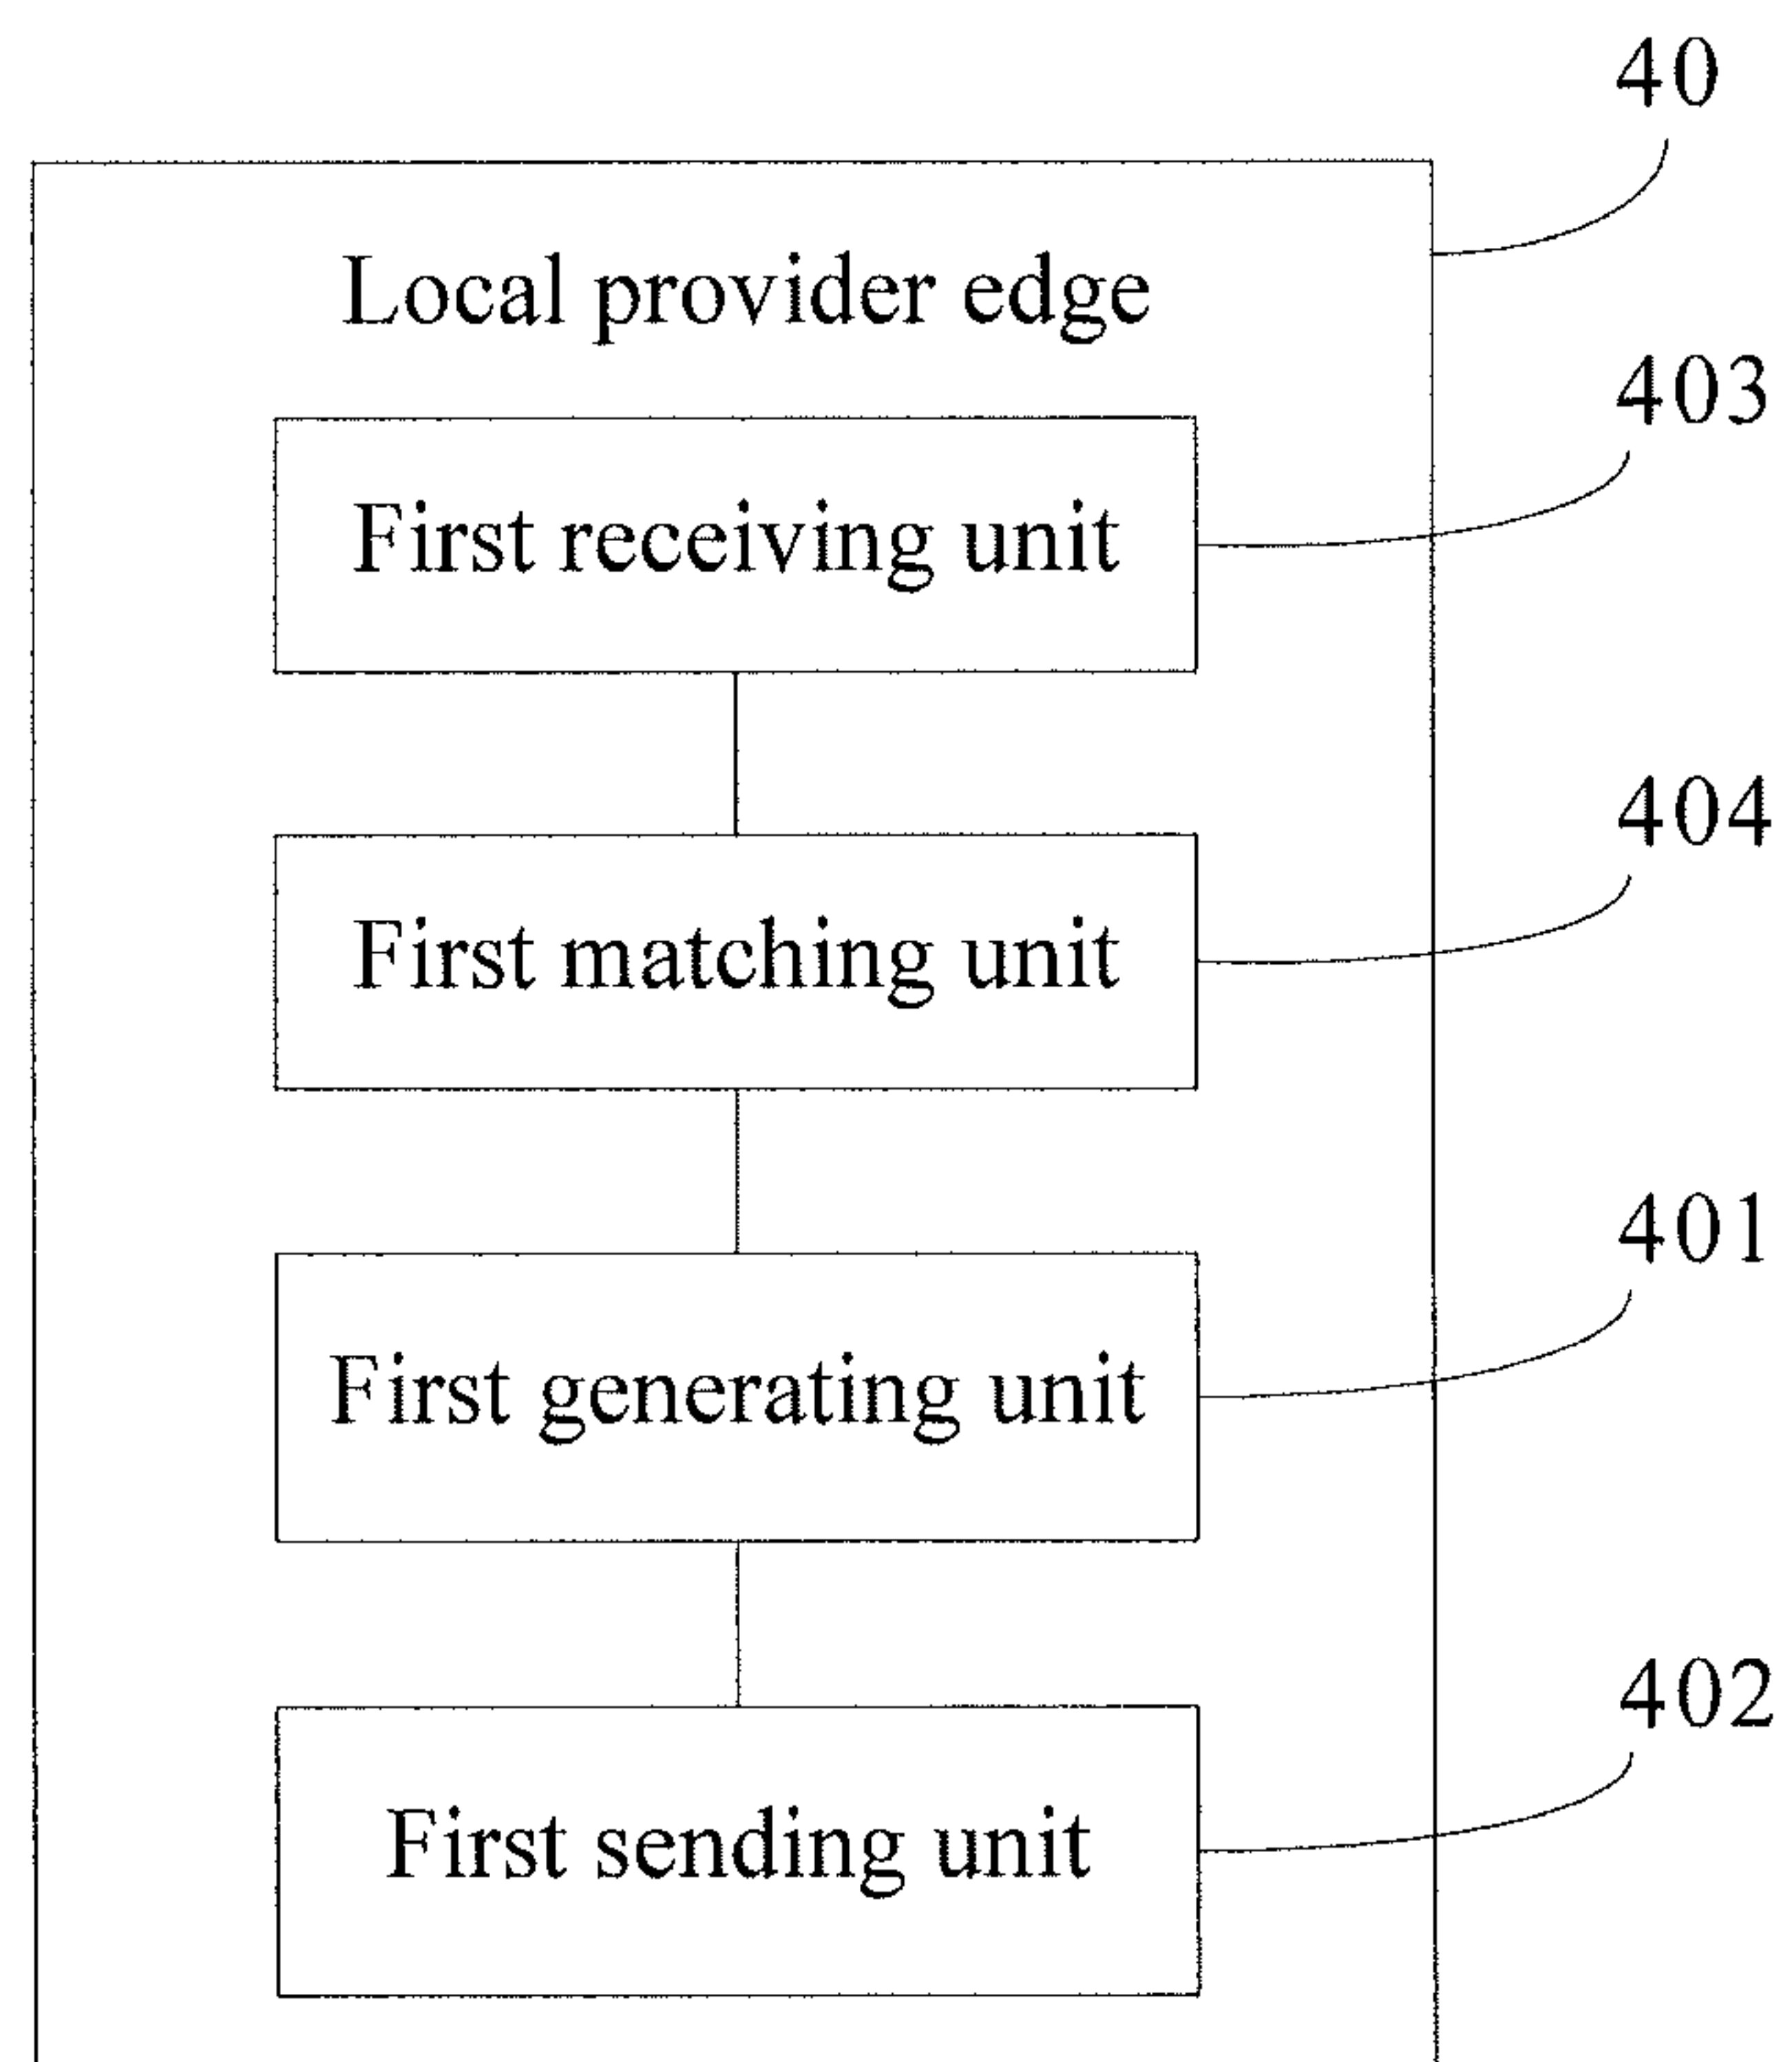 40
Local provider edge
403
First receiving unit
404
First matching unit
401
First generating unit
402
First sending unit